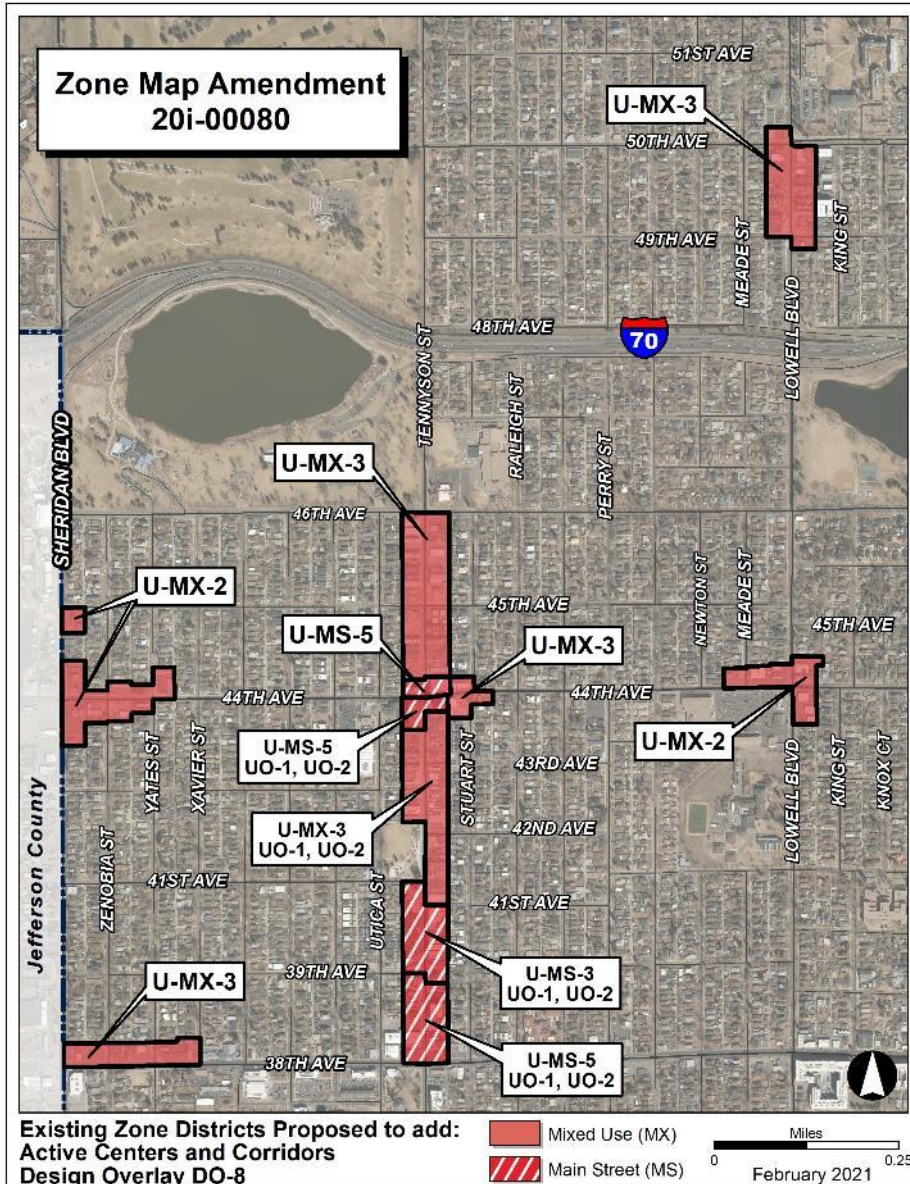 Zone Map Amendment
20i-00080
51ST AVE
U-MX-3
50TH AVE
49TH AVE
MEADE ST
LOWELL BLVD
KING ST
48TH AVE
70
TENNYSON ST
RALEIGH ST
PERRY ST
SHERIDAN BLVD
U-MX-3
46TH AVE
U-MX-2
45TH AVE
NEWTON ST
MEADE ST
45TH AVE
U-MS-5
U-MX-3
44TH AVE
44TH AVE
U-MX-2
YATES ST
XAVIER ST
U-MS-5
UO-1, UO-2
STUART ST
43RD AVE
LOWELL BLVD
KING ST
KNOX CT
U-MX-3
UO-1, UO-2
42ND AVE
Jefferson County
ZENOBIA ST
41ST AVE
UTICA ST
41ST AVE
39TH AVE
U-MS-3
UO-1, UO-2
U-MX-3
38TH AVE
U-MS-5
UO-1, UO-2
Existing Zone Districts Proposed to add:
Active Centers and Corridors
Design Overlay DO-8
Mixed Use (MX)
Main Street (MS)
Miles
0
0.25
February 2021